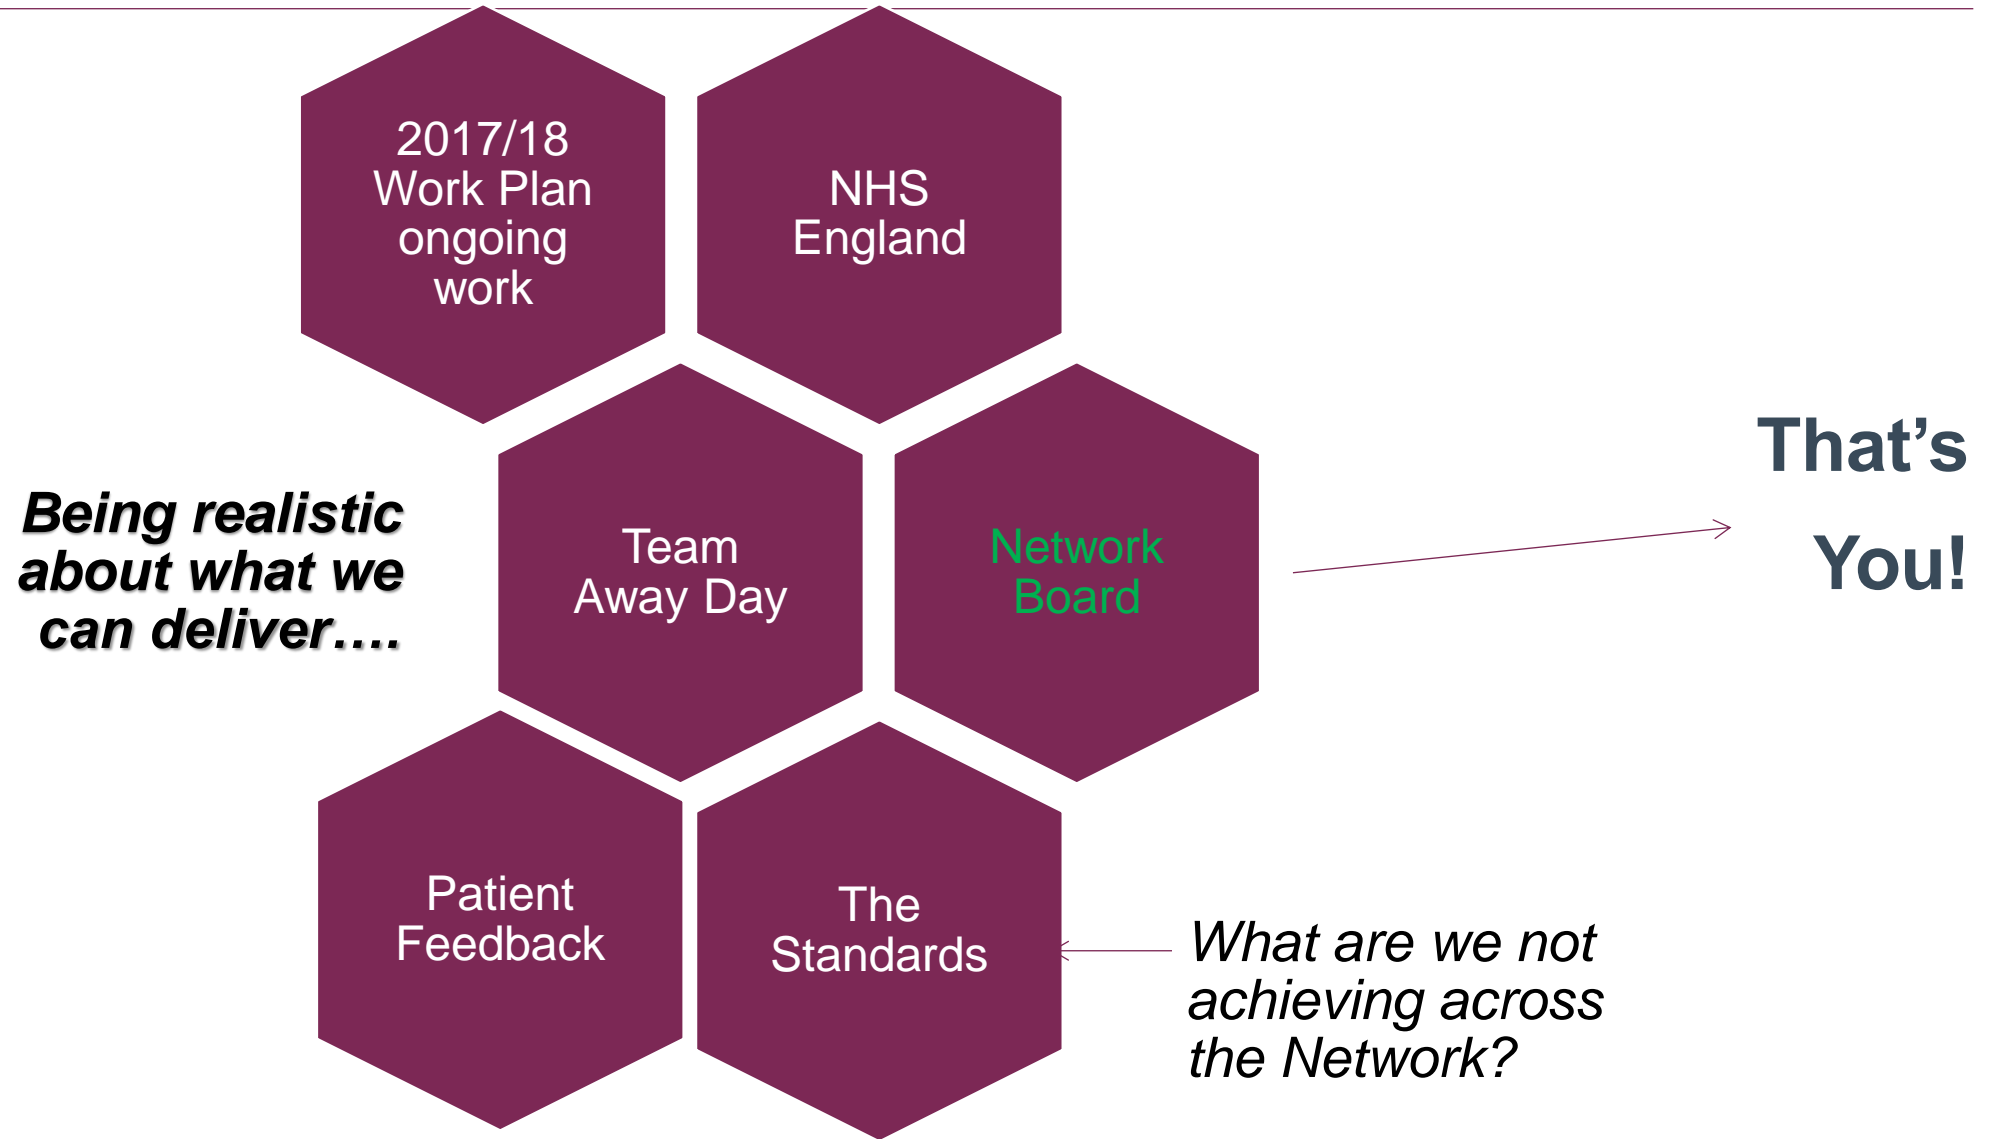 2017/18
Work Plan
ongoing
work
NHS
England
Being realistic
about what we
can deliver….
Team
Away Day
Network
Board
That’s
You!
Patient
Feedback
The
Standards
What are we not
achieving across
the Network?